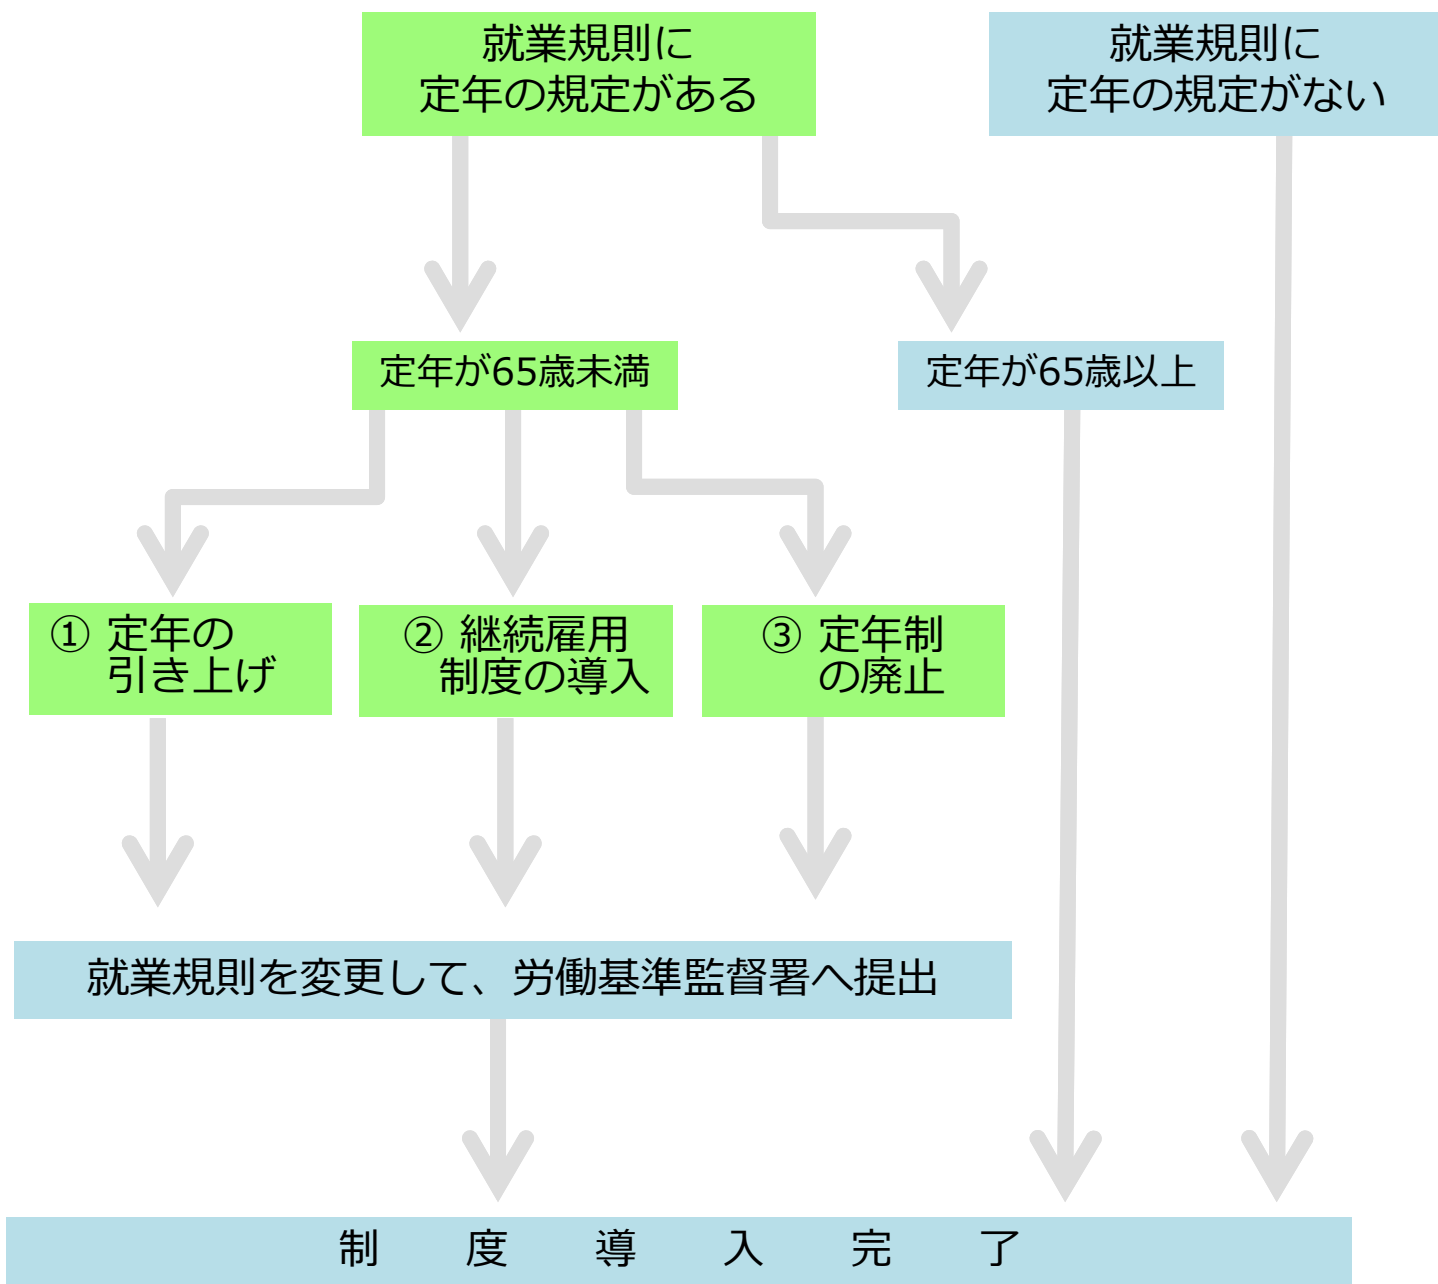 就業規則に
定年の規定がある
就業規則に
定年の規定がない
定年が65歳未満
定年が65歳以上
① 定年の
引き上げ
② 継続雇用
制度の導入
③ 定年制
の廃止
就業規則を変更して、労働基準監督署へ提出
制　度　導　入　完　了